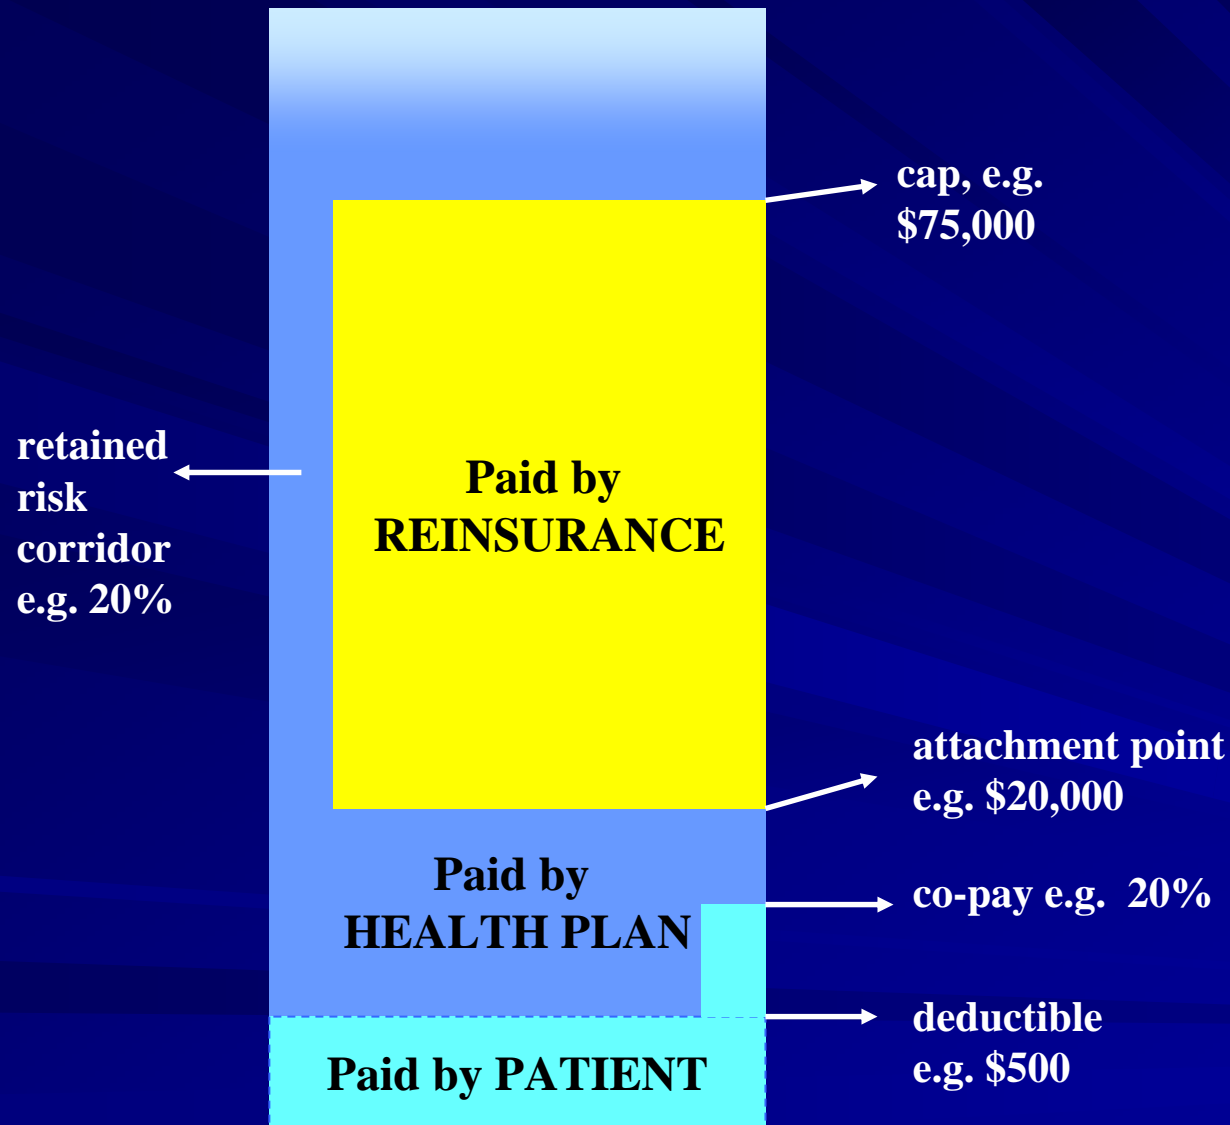 cap, e.g.
$75,000
retained
risk
corridor
e.g. 20%
Paid by
REINSURANCE
attachment point
e.g. $20,000
Paid by
HEALTH PLAN
co-pay e.g.  20%
deductible
e.g. $500
Paid by PATIENT